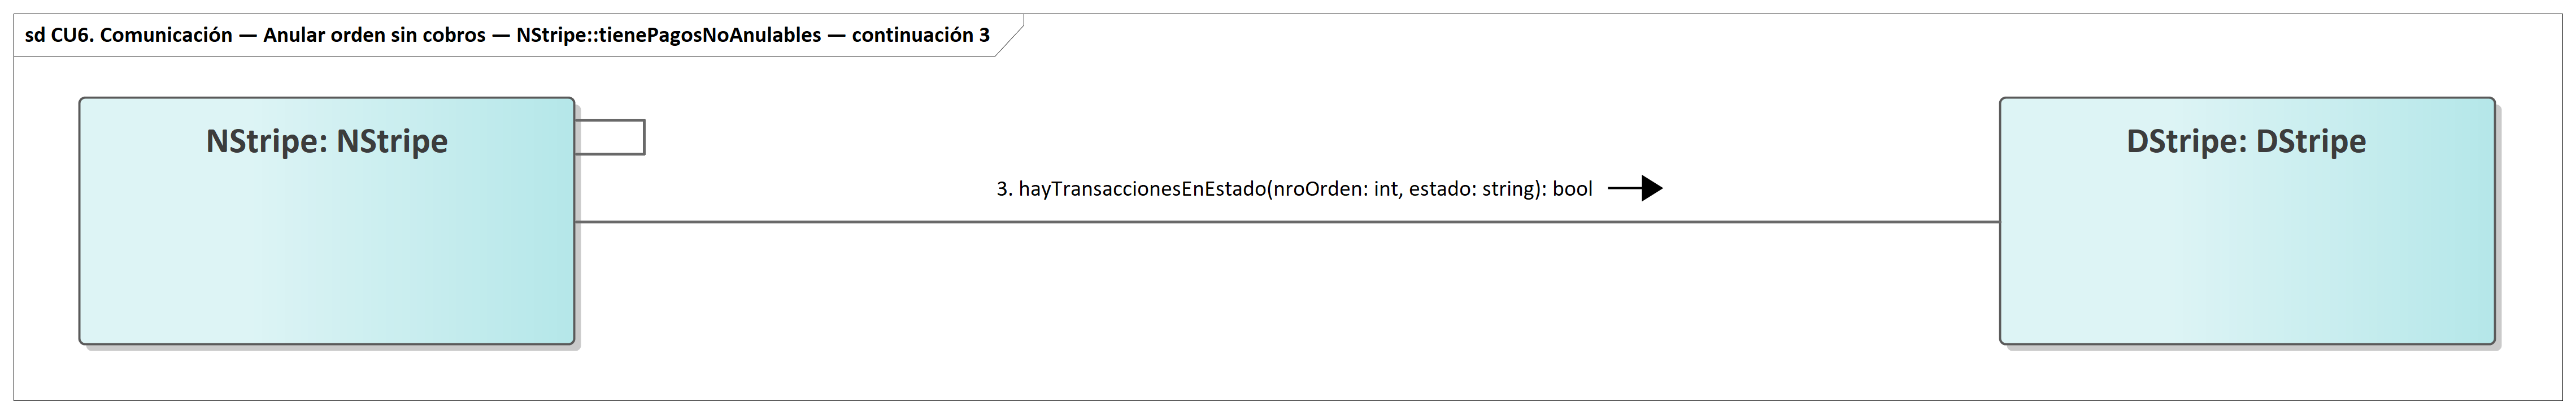 sd CU6. Comunicación — Anular orden sin cobros — NStripe::tienePagosNoAnulables — continuación 3
NStripe: NStripe
DStripe: DStripe
3. hayTransaccionesEnEstado(nroOrden: int, estado: string): bool